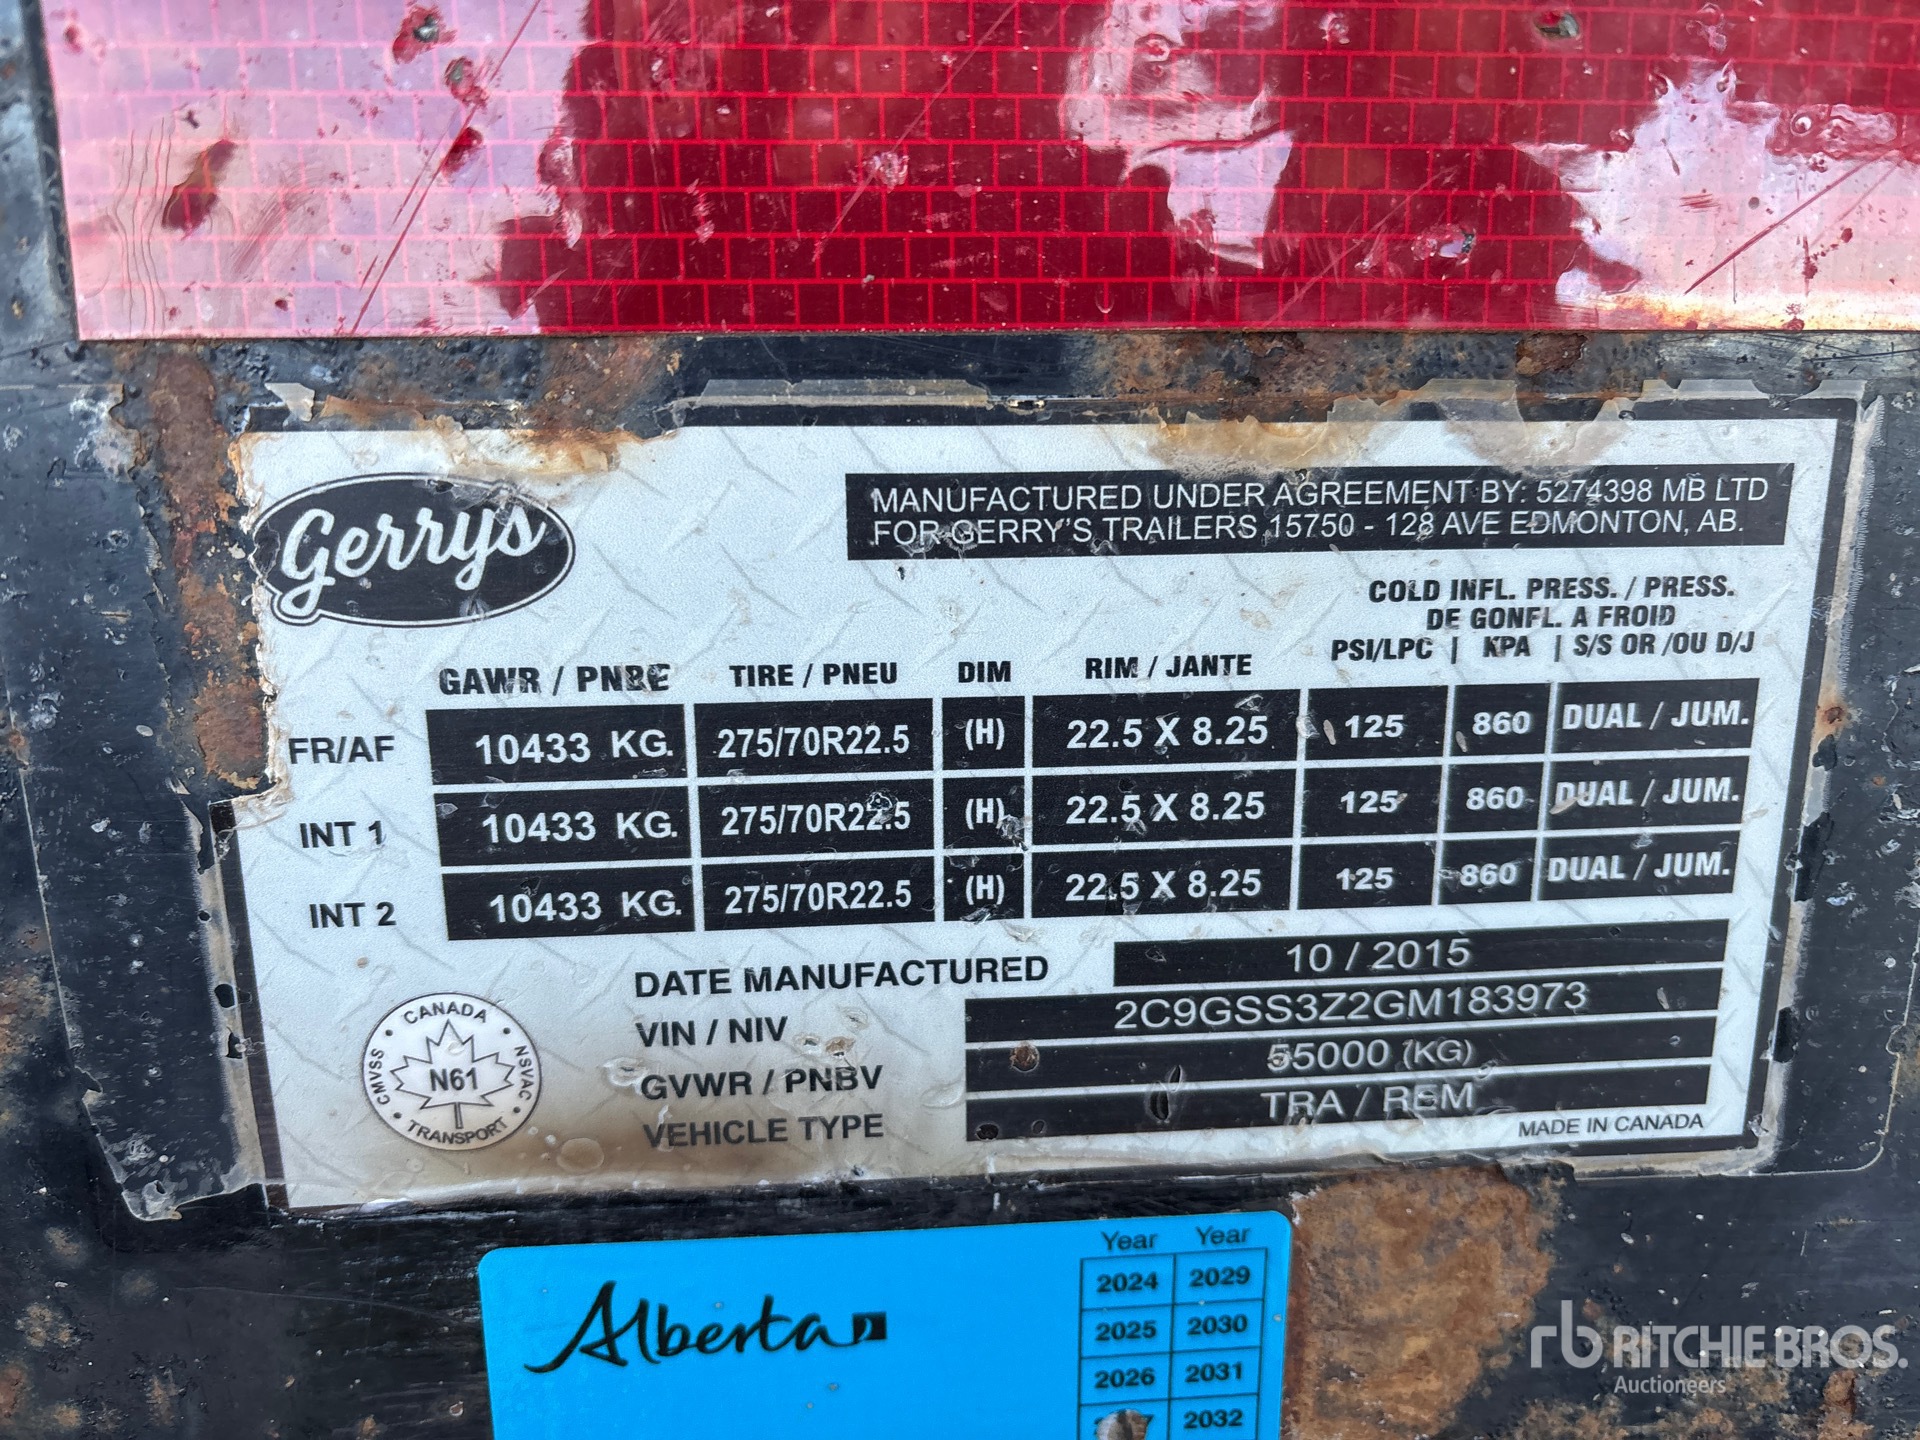 Gerrys
MANUFACTURED UNDER AGREEMENT BY: 5274398 MB LTD
FOR GERRY'S TRAILERS 15750 - 128 AVE EDMONTON, AB.
COLD INFL. PRESS. / PRESS.
DE GONFL. A FROID
GAWR / PNBE TIRE / PNEU DIM RIM / JANTE PSI/LPC | KPA | S/S OR /OU D/J
FR/AF 10433 KG. 275/70R22.5 (H) 22.5 X 8.25 125 860 DUAL / JUM.
INT 1 10433 KG. 275/70R22.5 (H) 22.5 X 8.25 125 860 DUAL / JUM.
INT 2 10433 KG. 275/70R22.5 (H) 22.5 X 8.25 125 860 DUAL / JUM.
DATE MANUFACTURED 10 / 2015
VIN / NIV 2C9GSS3Z2GM183973
GVWR / PNBV 55000 (KG)
VEHICLE TYPE TRA / REM
MADE IN CANADA
CANADA
CMVSS N61 NSVAC
TRANSPORT
Alberta
Year Year
2024 2029
2025 2030
2026 2031
2032
rb RITCHIE BROS.
Auctioneers